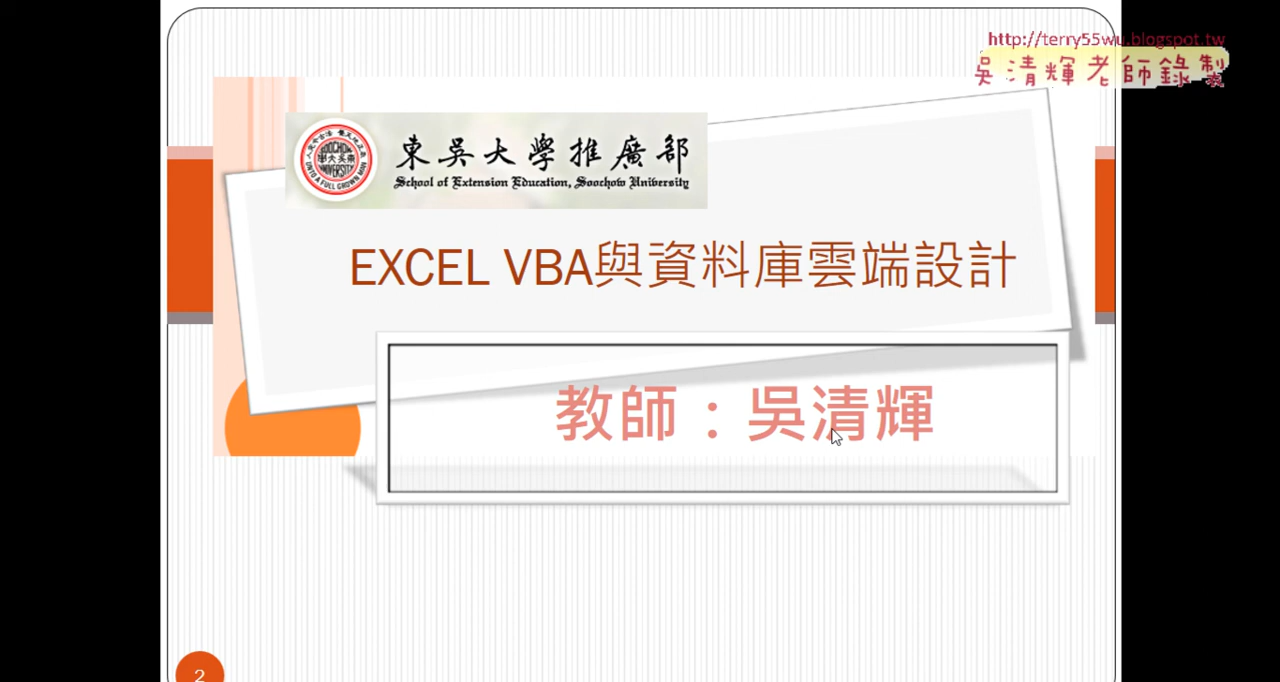 http://terry55wu.blogspot.tw
吳清輝老師錄製
東吳大學推廣部
School of Extension Education, Soochow University
EXCEL VBA與資料庫雲端設計
教師：吳清輝
2